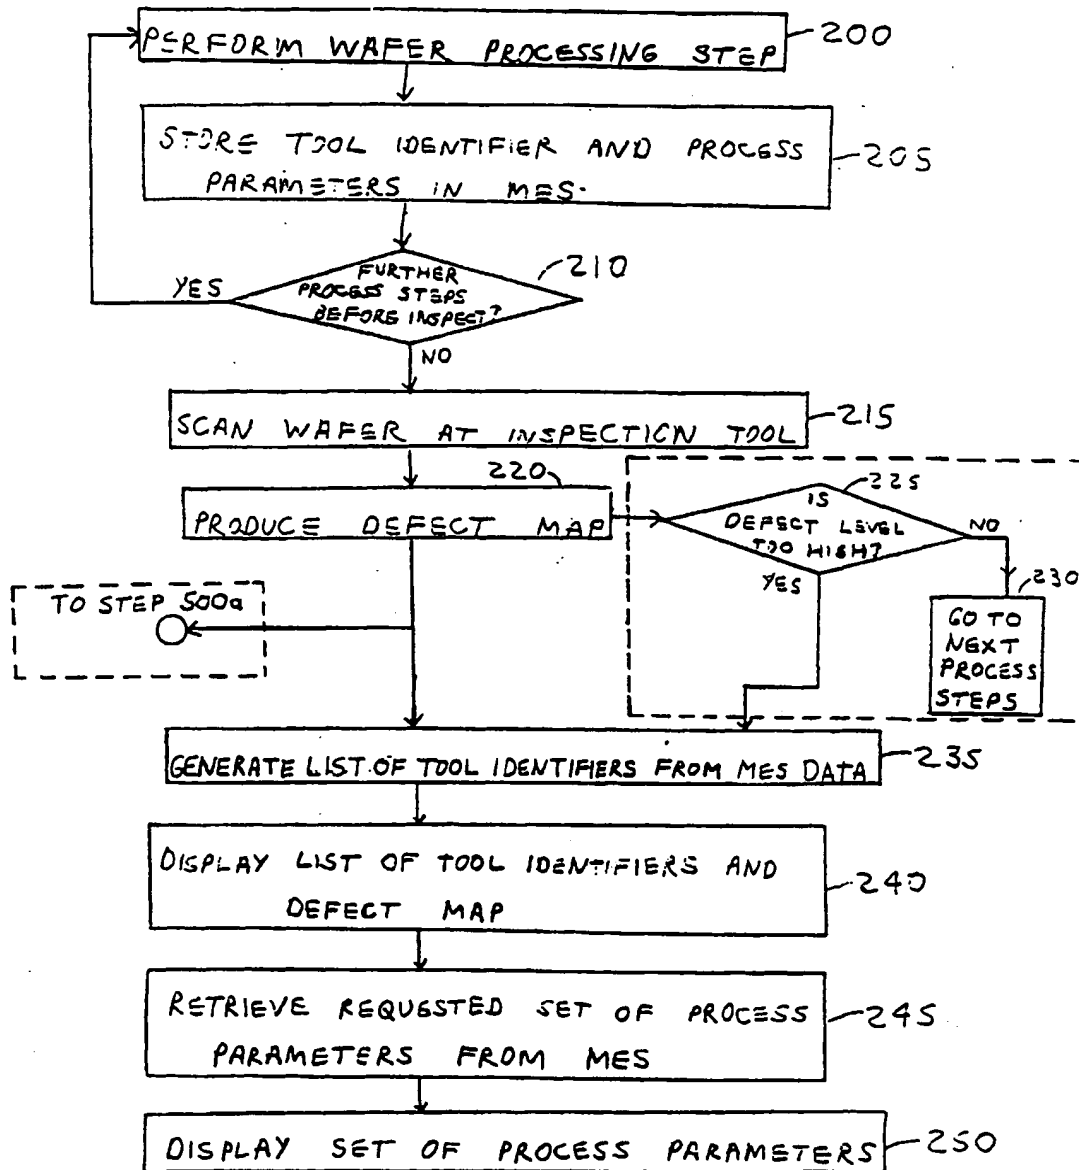 PERFORM WAFER PROCESSING STEP
200
STORE TOOL IDENTIFIER AND PROCESS
PARAMETERS IN MES.
205
FURTHER
PROCESS STEPS
BEFORE INSPECT?
210
YES
NO
SCAN WAFER AT INSPECTION TOOL
215
220
PRODUCE DEFECT MAP
IS
DEFECT LEVEL
TOO HIGH?
225
NO
YES
230
GO TO
NEXT
PROCESS
STEPS
TO STEP 500a
GENERATE LIST OF TOOL IDENTIFIERS FROM MES DATA
235
DISPLAY LIST OF TOOL IDENTIFIERS AND
DEFECT MAP
240
RETRIEVE REQUESTED SET OF PROCESS
PARAMETERS FROM MES
245
DISPLAY SET OF PROCESS PARAMETERS
250